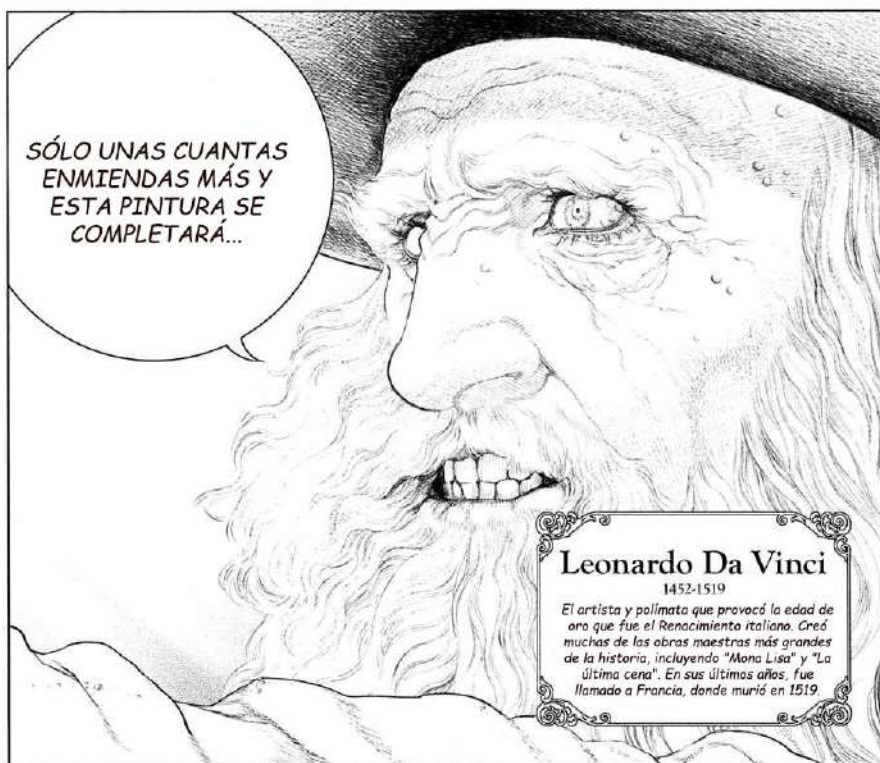 SÓLO UNAS CUANTAS
ENMIENDAS MÁS Y
ESTA PINTURA SE
COMPLETARÁ...
Leonardo Da Vinci
1452-1519
El artista y polímata que provocó la edad de
oro que fue el Renacimiento italiano. Creó
muchas de las obras maestras más grandes
de la historia, incluyendo "Mona Lisa" y "La
última cena". En sus últimos años, fue
llamado a Francia, donde murió en 1519.